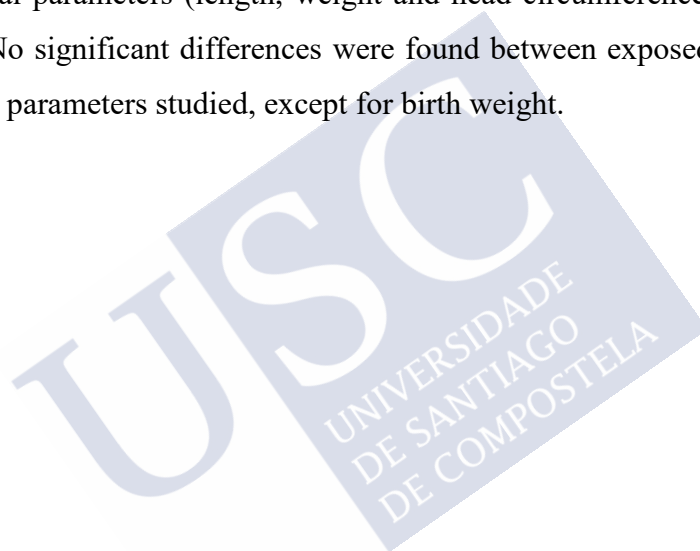 al parameters (length, weight and head circumference
No significant differences were found between exposed
parameters studied, except for birth weight.
USC
UNIVERSIDADE
DE SANTIAGO
DE COMPOSTELA